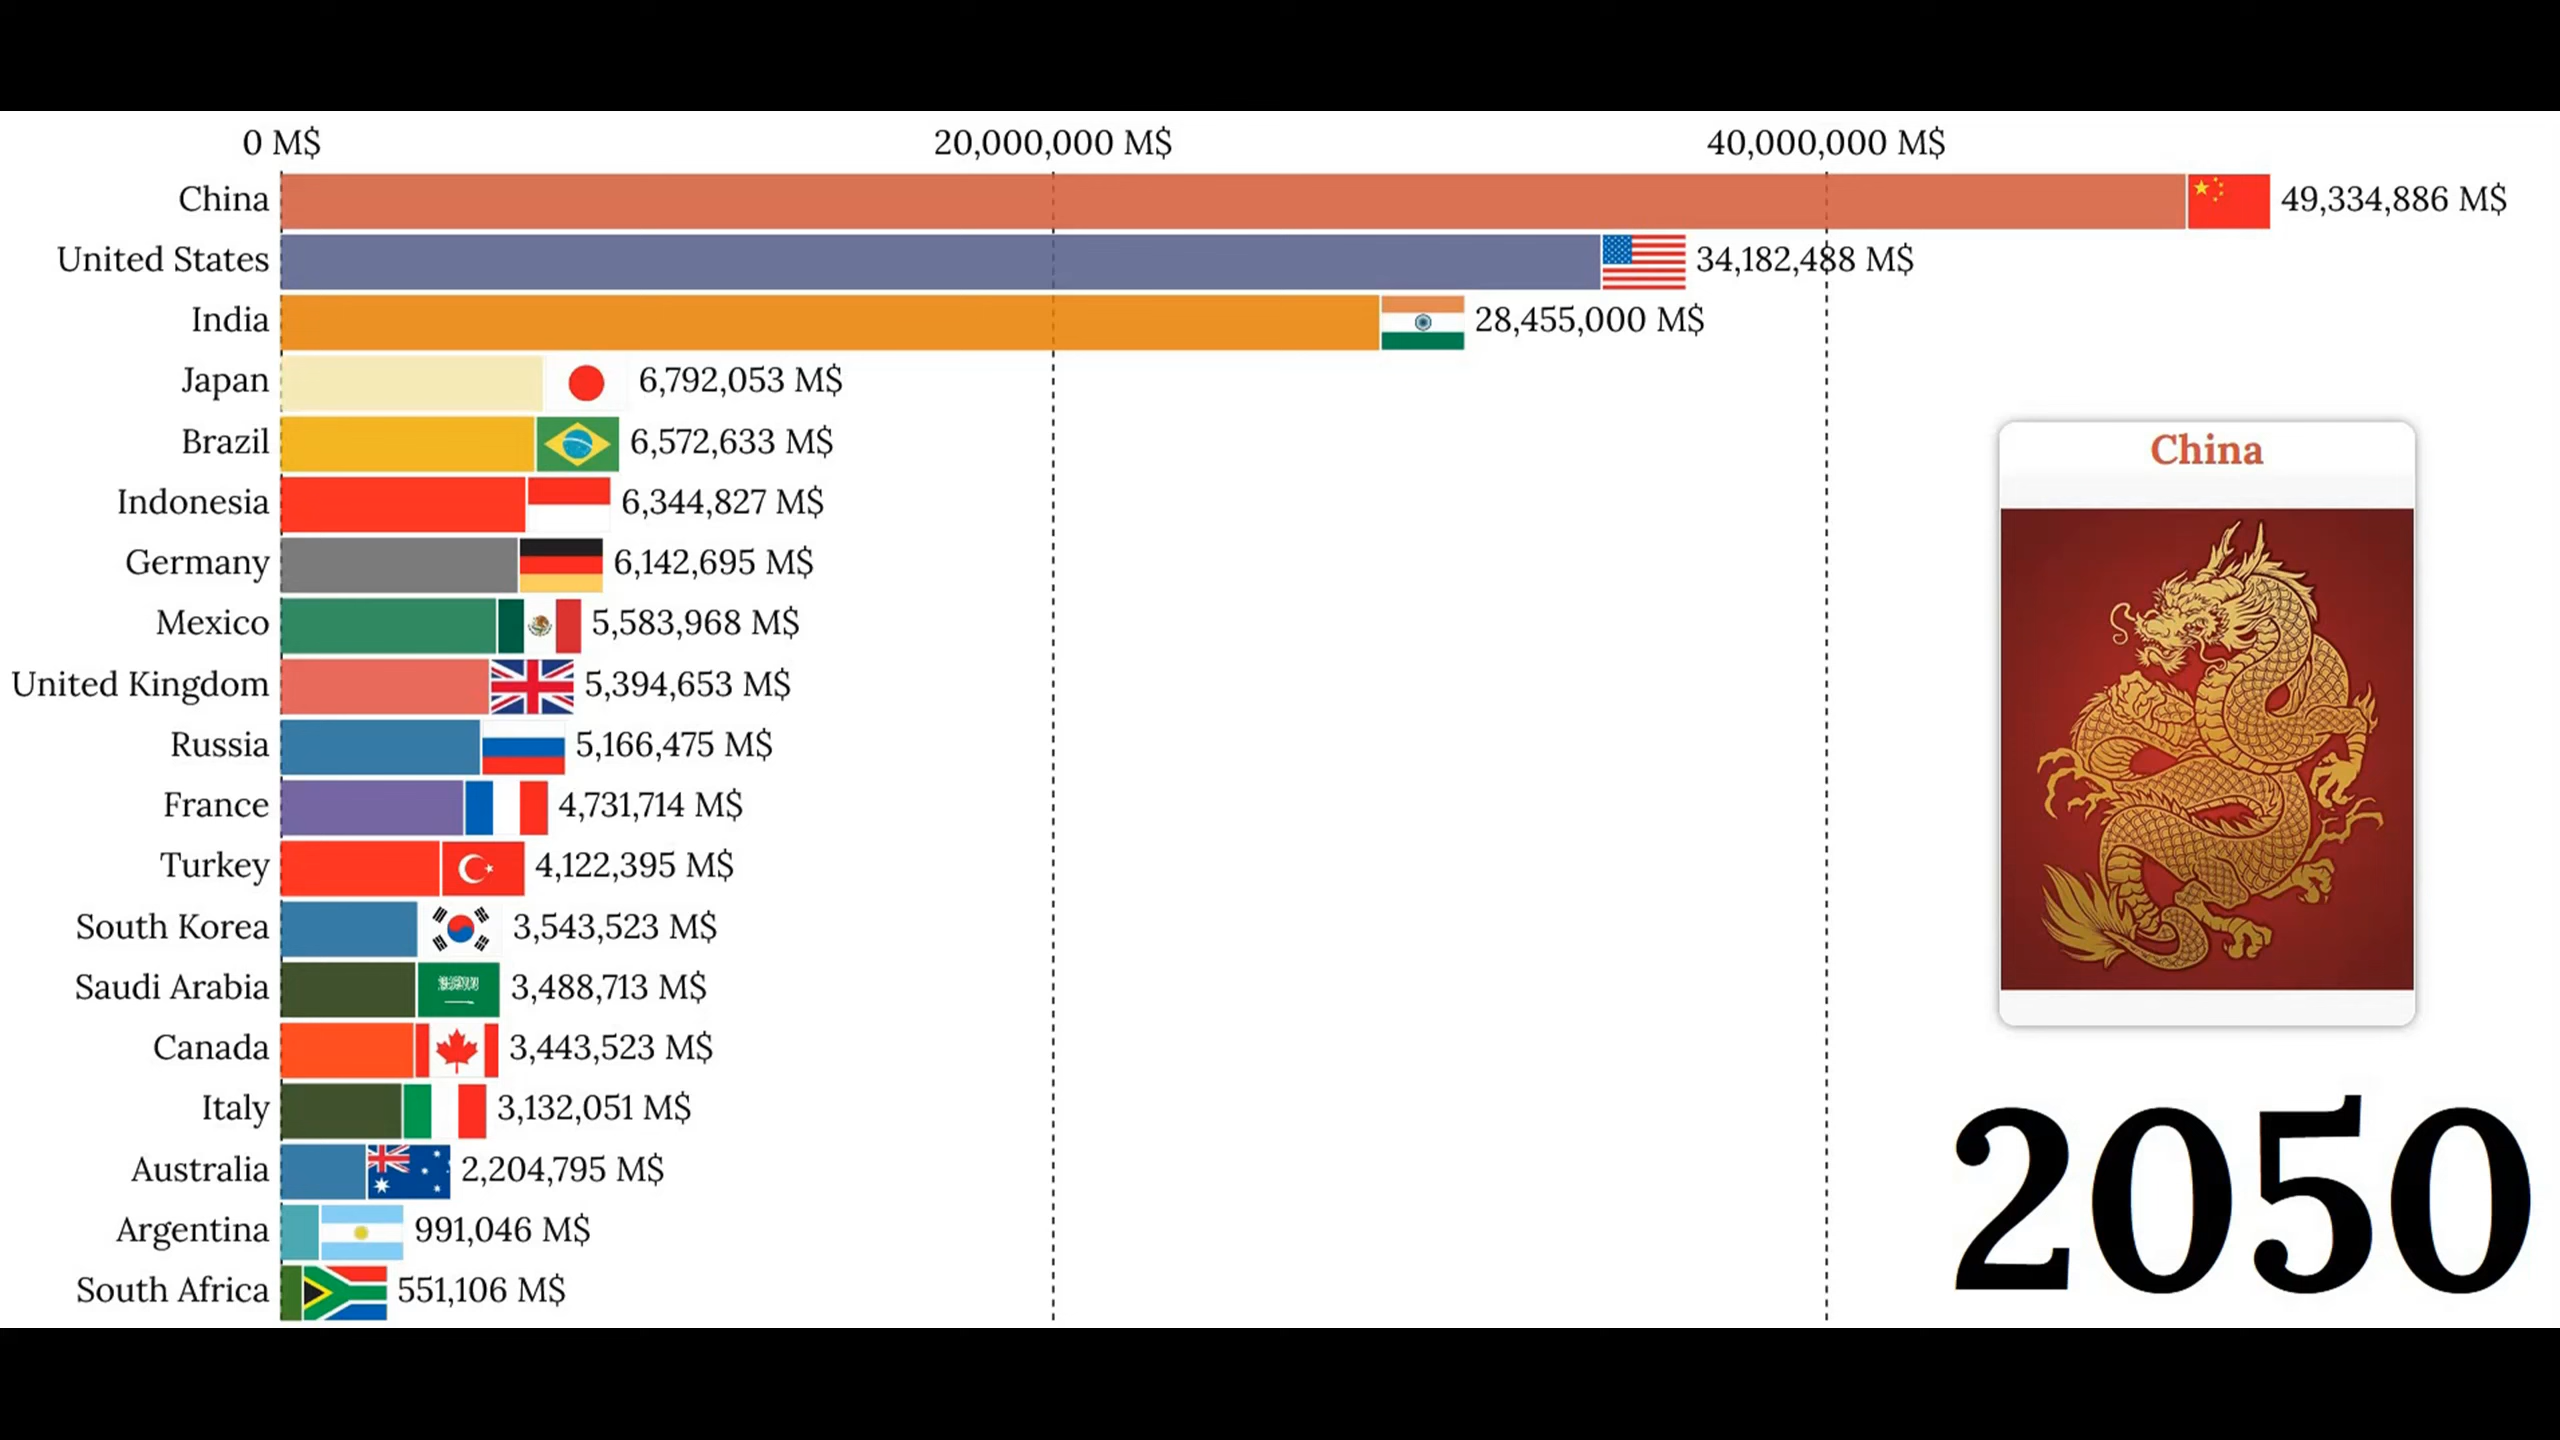 0 M$ 20,000,000 M$ 40,000,000 M$
China 49,334,886 M$
United States 34,182,488 M$
India 28,455,000 M$
Japan 6,792,053 M$
Brazil 6,572,633 M$
Indonesia 6,344,827 M$
Germany 6,142,695 M$
Mexico 5,583,968 M$
United Kingdom 5,394,653 M$
Russia 5,166,475 M$
France 4,731,714 M$
Turkey 4,122,395 M$
South Korea 3,543,523 M$
Saudi Arabia 3,488,713 M$
Canada 3,443,523 M$
Italy 3,132,051 M$
Australia 2,204,795 M$
Argentina 991,046 M$
South Africa 551,106 M$
China
2050